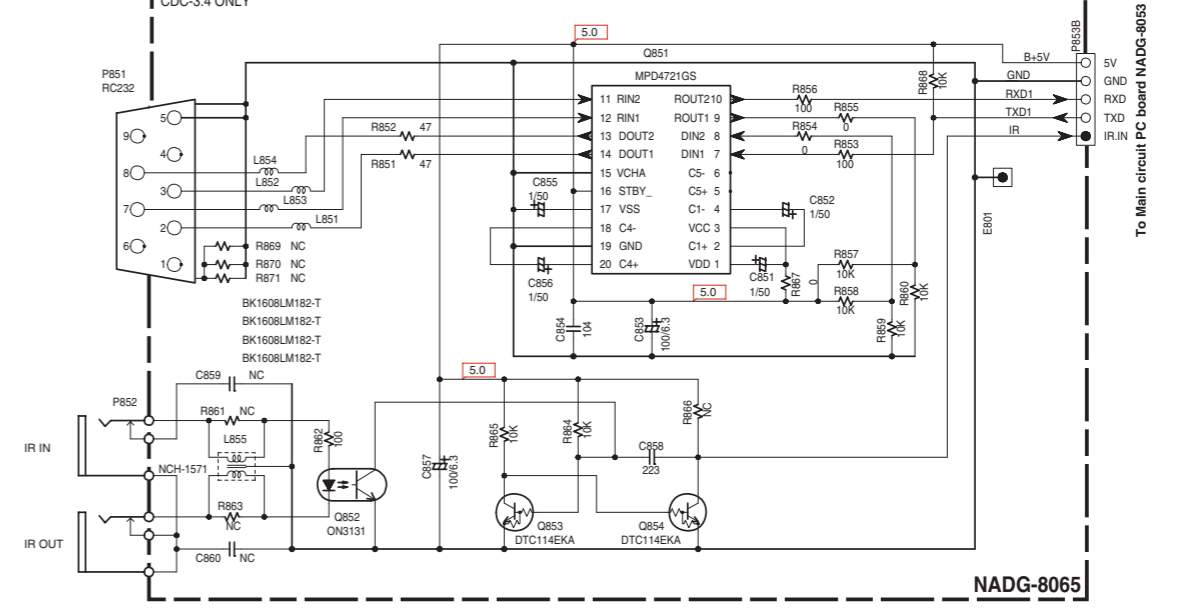 CDC-3.4 ONLY
5.0
Q851
MPD4721GS
P853B
B+5V 5V
GND GND
RXD1 RXD
TXD1 TXD
IR IR.IN
To Main circuit PC board NADG-8053
P851
RC232
5
9
4
8
3
7
2
6
1
L854
L852
L853
L851
R852 47
R851 47
R869 NC
R870 NC
R871 NC
BK1608LM182-T
BK1608LM182-T
BK1608LM182-T
BK1608LM182-T
11 RIN2 ROUT210
12 RIN1 ROUT1 9
13 DOUT2 DIN2 8
14 DOUT1 DIN1 7
15 VCHA C5- 6
16 STBY_ C5+ 5
17 VSS C1- 4
18 C4- VCC 3
19 GND C1+ 2
20 C4+ VDD 1
C855
1/50
C856
1/50
R856
100
R855
0
R854
0
R853
100
R868
10K
C852
1/50
C851
1/50
R867
0
R857
10K
R858
10K
R860
10K
R859
10K
E801
5.0
C854
104
C853
100/6.3
5.0
C859 NC
P852
R861 NC
L855
NCH-1571
R863
NC
C860 NC
IR IN
IR OUT
R862
100
Q852
ON3131
C857
100/6.3
R865
10K
R864
10K
R866
NC
C858
223
Q853
DTC114EKA
Q854
DTC114EKA
NADG-8065